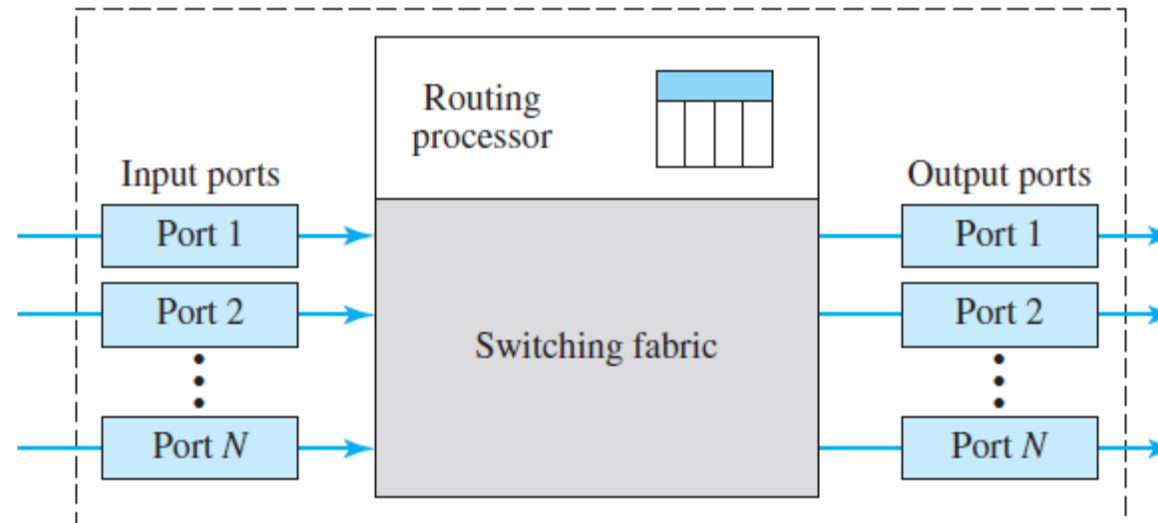 Routing
processor
Input ports
Output ports
Port 1
Port 1
Port 2
Port 2
Switching fabric
Port N
Port N